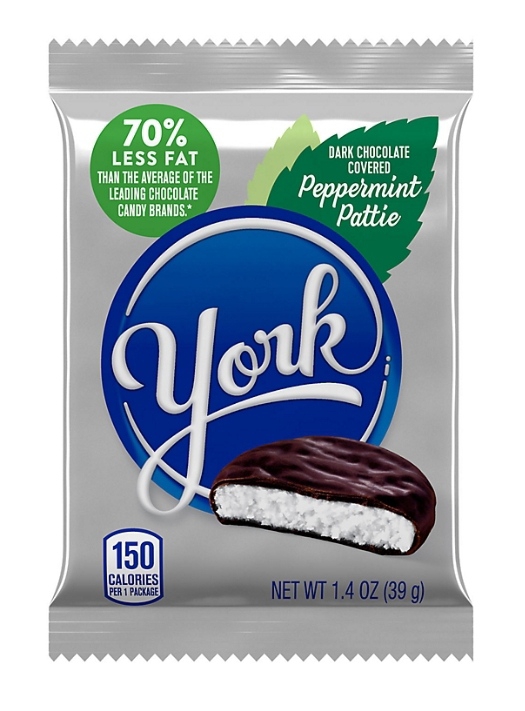 70%
LESS FAT
THAN THE AVERAGE OF THE
LEADING CHOCOLATE
CANDY BRANDS.*
DARK CHOCOLATE
COVERED
Peppermint
Pattie
York
150
CALORIES
PER 1 PACKAGE
NET WT 1.4 OZ (39 g)